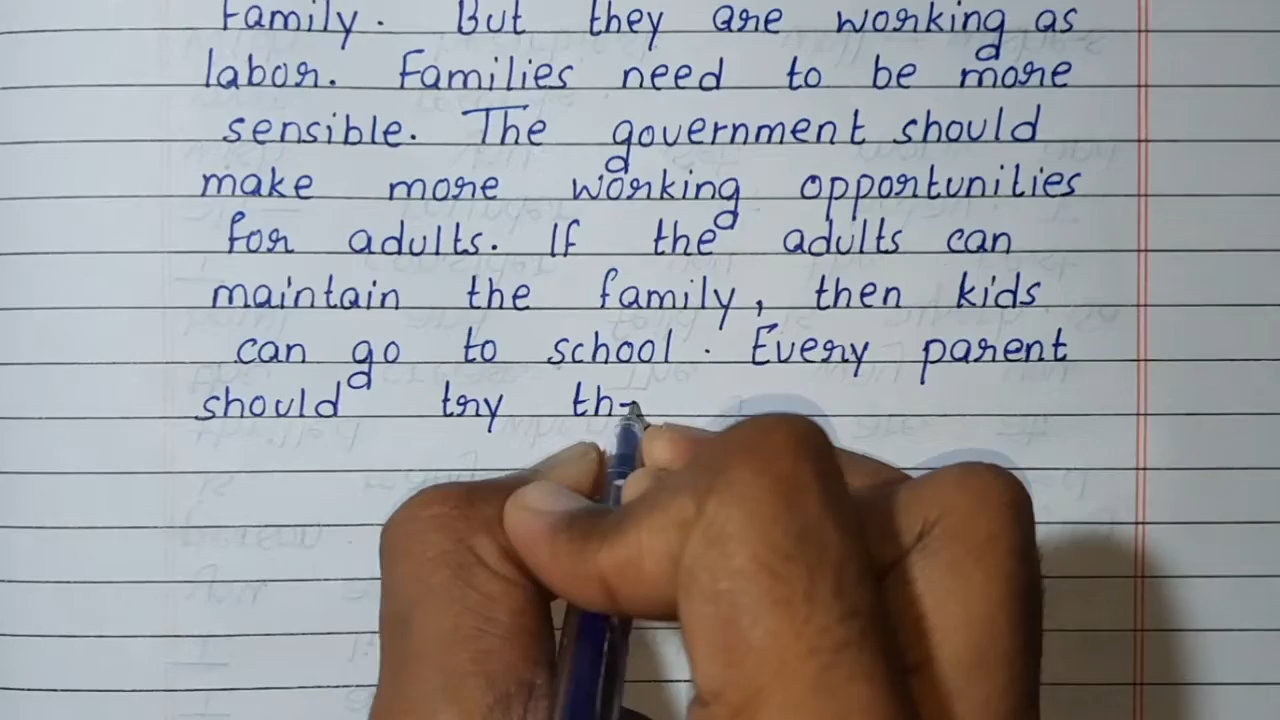 family. But they are working as
labor. Families need to be more
sensible. The government should
make more working opportunities
for adults. If the adults can
maintain the family, then kids
can go to school. Every parent
should try th